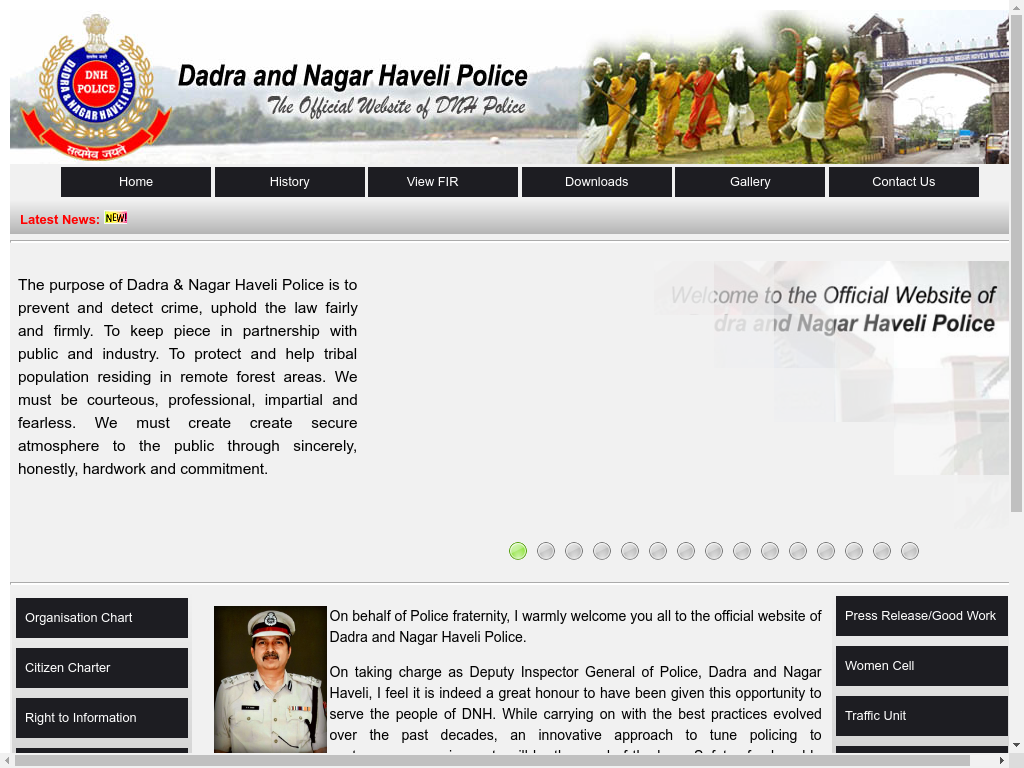 DNH
POLICE
DADRA & NAGAR HAVELI POLICE
सत्यमेव जयते
Dadra and Nagar Haveli Police
The Official Website of DNH Police
Home
History
View FIR
Downloads
Gallery
Contact Us
Latest News: NEW!
The purpose of Dadra & Nagar Haveli Police is to
prevent and detect crime, uphold the law fairly
and firmly. To keep piece in partnership with
public and industry. To protect and help tribal
population residing in remote forest areas. We
must be courteous, professional, impartial and
fearless. We must create create secure
atmosphere to the public through sincerely,
honestly, hardwork and commitment.
Welcome to the Official Website of
dra and Nagar Haveli Police
Organisation Chart
Citizen Charter
Right to Information
On behalf of Police fraternity, I warmly welcome you all to the official website of
Dadra and Nagar Haveli Police.
On taking charge as Deputy Inspector General of Police, Dadra and Nagar
Haveli, I feel it is indeed a great honour to have been given this opportunity to
serve the people of DNH. While carrying on with the best practices evolved
over the past decades, an innovative approach to tune policing to
Press Release/Good Work
Women Cell
Traffic Unit